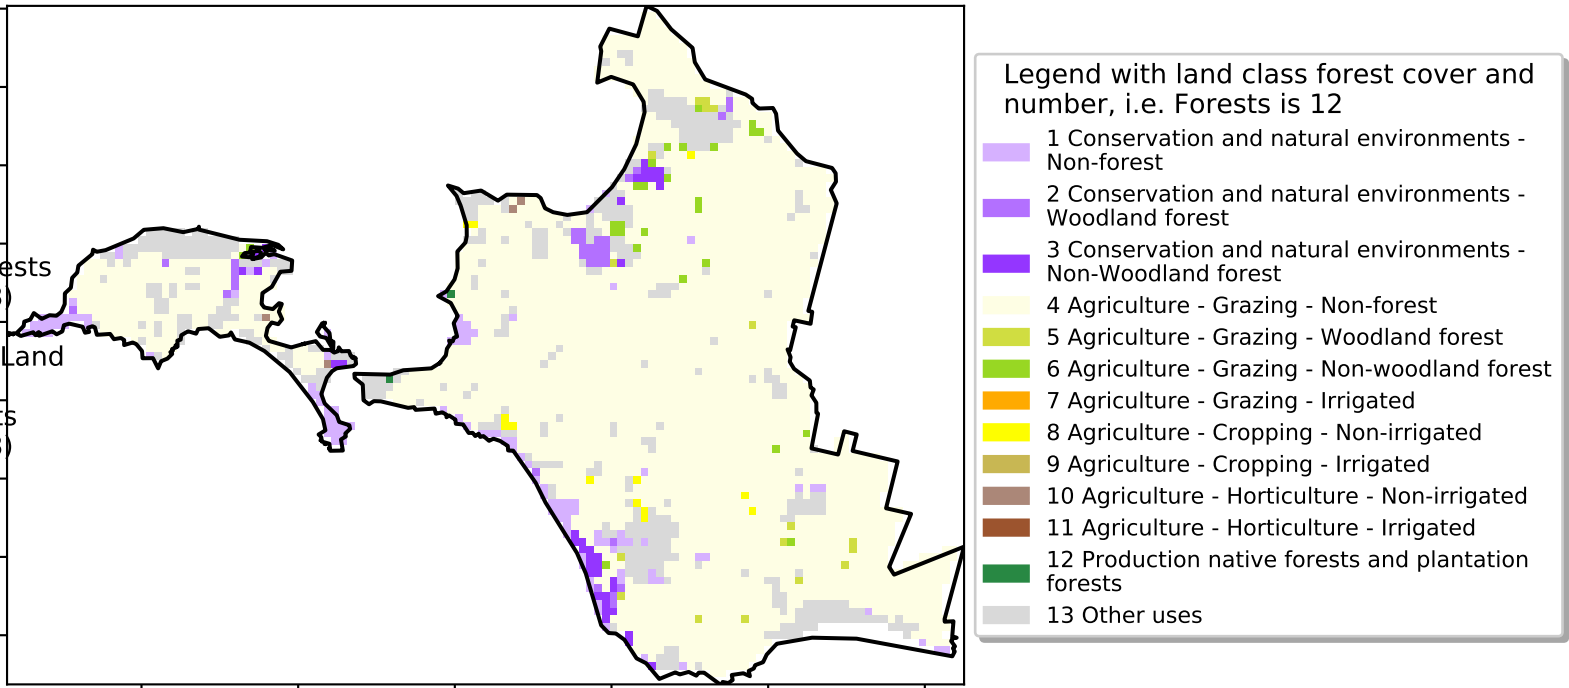 Legend with land class forest cover and
number, i.e. Forests is 12
1 Conservation and natural environments -
Non-forest
2 Conservation and natural environments -
Woodland forest
3 Conservation and natural environments -
Non-Woodland forest
4 Agriculture - Grazing - Non-forest
5 Agriculture - Grazing - Woodland forest
6 Agriculture - Grazing - Non-woodland forest
7 Agriculture - Grazing - Irrigated
8 Agriculture - Cropping - Non-irrigated
9 Agriculture - Cropping - Irrigated
10 Agriculture - Horticulture - Non-irrigated
11 Agriculture - Horticulture - Irrigated
12 Production native forests and plantation
forests
13 Other uses
ests
)
Land
ts
)